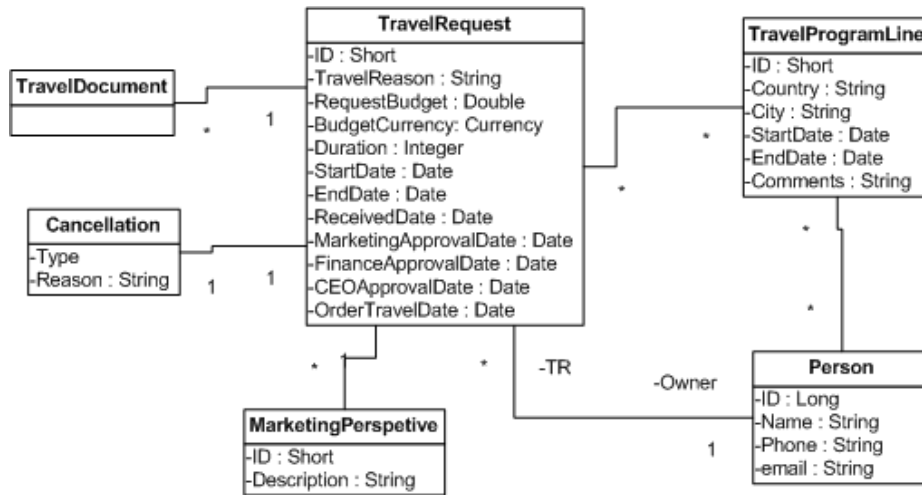 TravelRequest
-ID : Short
-TravelReason : String
-RequestBudget : Double
-BudgetCurrency: Currency
-Duration : Integer
-StartDate : Date
-EndDate : Date
-ReceivedDate : Date
-MarketingApprovalDate : Date
-FinanceApprovalDate : Date
-CEOApprovalDate : Date
-OrderTravelDate : Date
TravelProgramLine
-ID : Short
-Country : String
-City : String
-StartDate : Date
-EndDate : Date
-Comments : String
TravelDocument
*
1
*
*
Cancellation
-Type
-Reason : String
1
1
*
*
* 1
*
-TR
-Owner
1
MarketingPerspetive
-ID : Short
-Description : String
Person
-ID : Long
-Name : String
-Phone : String
-email : String